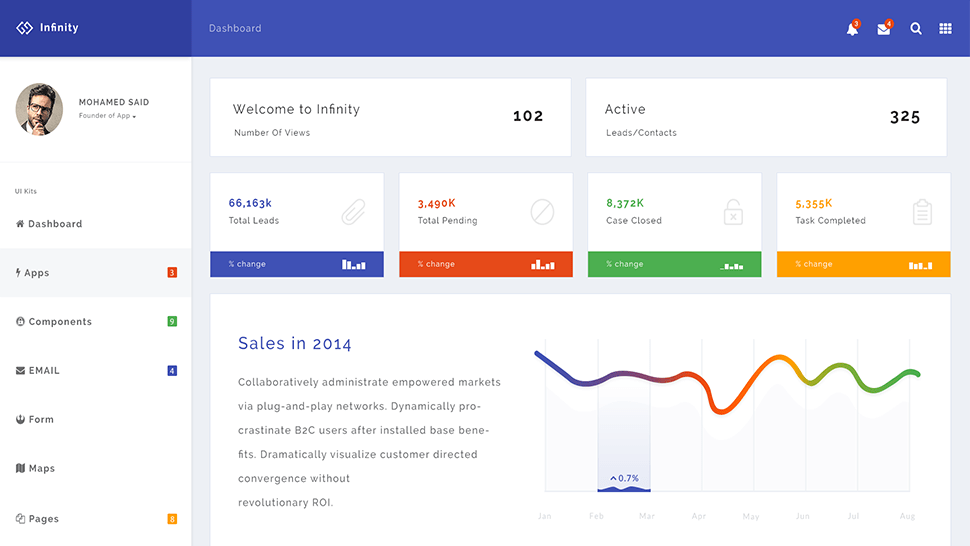 Infinity
Dashboard
3
4
MOHAMED SAID
Founder of App
UI Kits
Dashboard
Apps
3
Components
9
EMAIL
4
Form
Maps
Pages
8
Welcome to Infinity
Number Of Views
102
Active
Leads/Contacts
325
66,163k
Total Leads
% change
3,490K
Total Pending
% change
8,372K
Case Closed
% change
5,355K
Task Completed
% change
Sales in 2014
Collaboratively administrate empowered markets
via plug-and-play networks. Dynamically pro-
crastinate B2C users after installed base bene-
fits. Dramatically visualize customer directed
convergence without
revolutionary ROI.
0.7%
Jan Feb Mar Apr May Jun Jul Aug